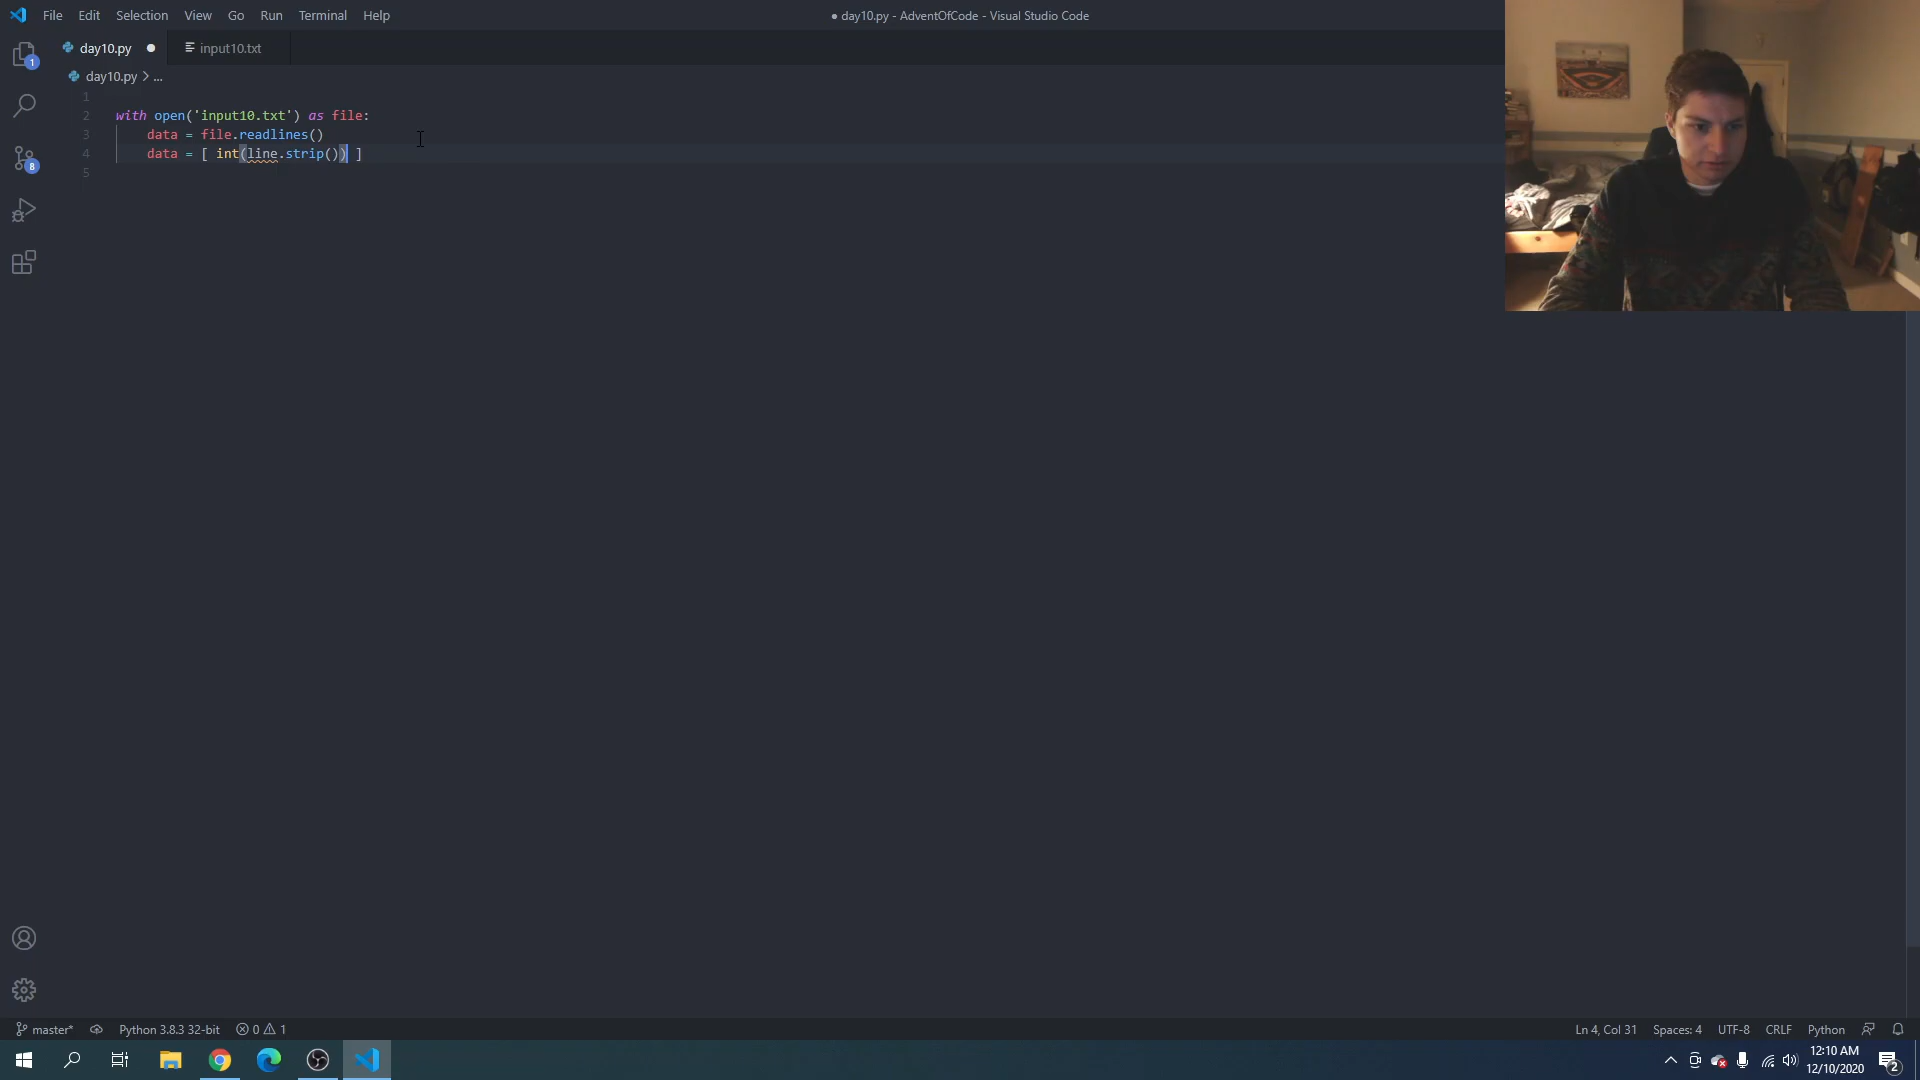 File Edit Selection View Go Run Terminal Help
● day10.py - AdventOfCode - Visual Studio Code
day10.py ● input10.txt
day10.py > ...
1
2 with open('input10.txt') as file:
3 data = file.readlines()
4 data = [ int(line.strip()) ]
5
1
8
master* Python 3.8.3 32-bit 0 1
Ln 4, Col 31 Spaces: 4 UTF-8 CRLF Python
12:10 AM
12/10/2020
2